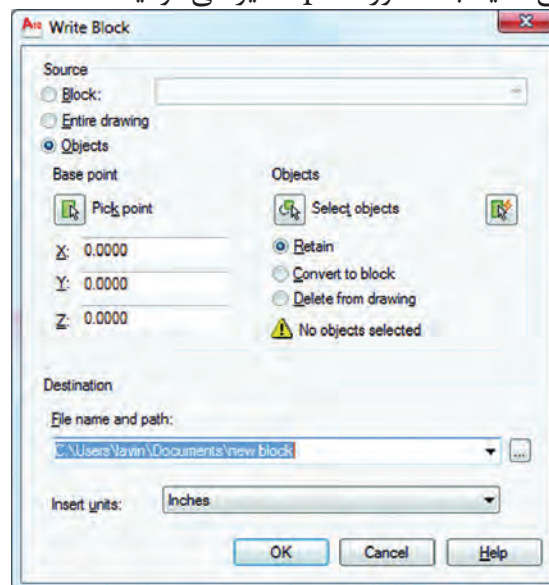 A10 Write Block
Source
Block:
Entire drawing
Objects
Base point
Pick point
X: 0.0000
Y: 0.0000
Z: 0.0000
Objects
Select objects
Retain
Convert to block
Delete from drawing
No objects selected
Destination
File name and path:
C:\Users\lavin\Documents\new block
...
Insert units: Inches
OK Cancel Help